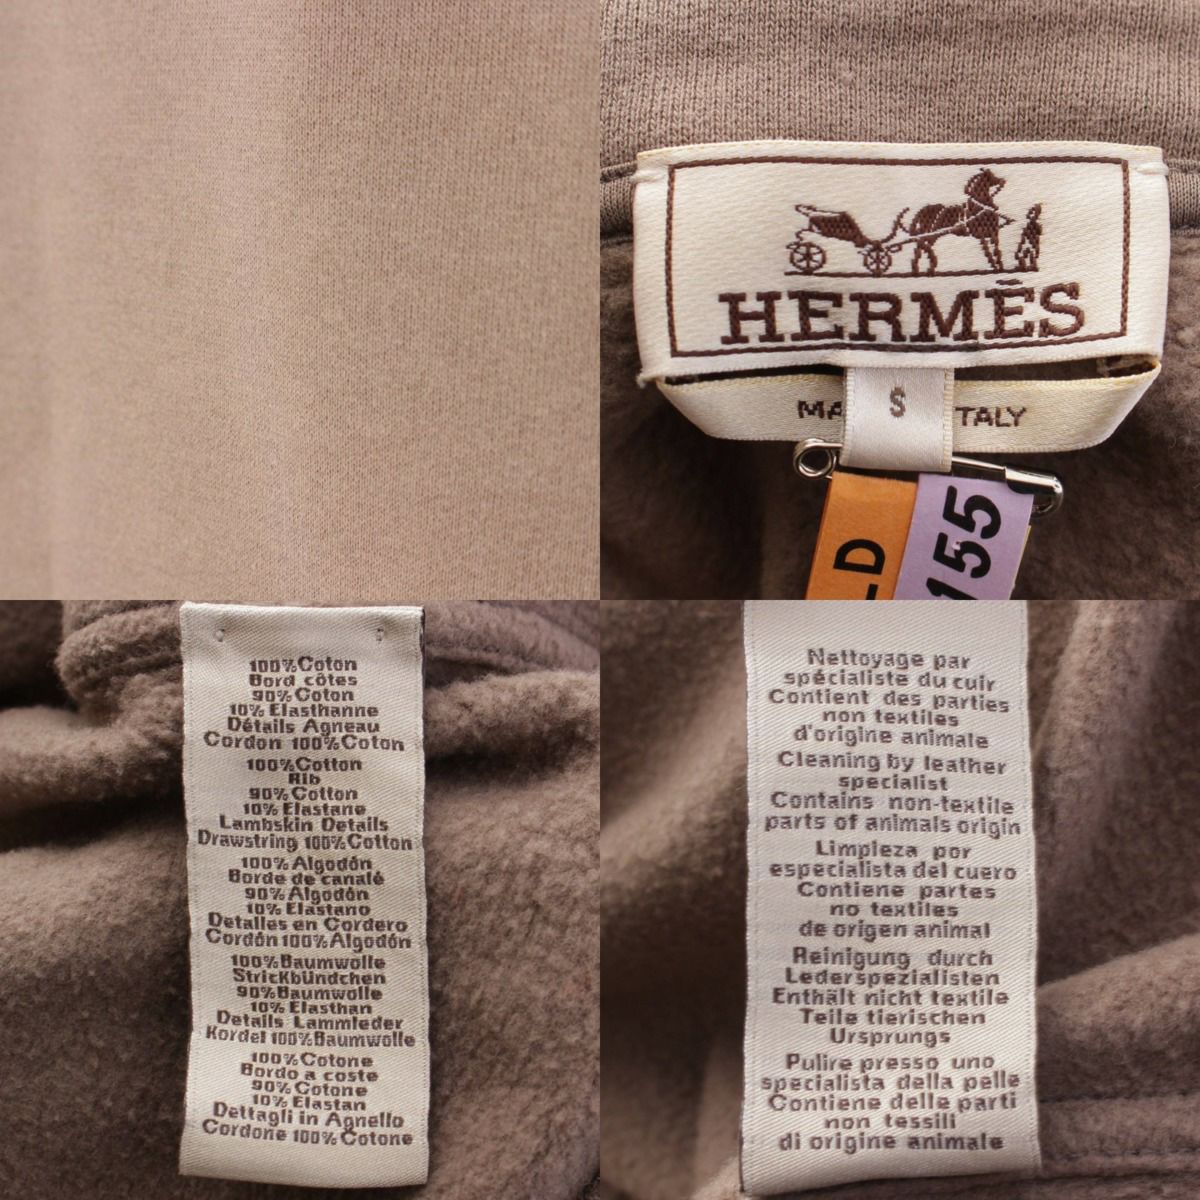 HERMĒS
S
MA TALY
LD
155
100%Coton
Bord côtes
90%Coton
10%Elasthanne
Détails Agneau
Cordon 100%Coton
100%Cotton
Rib
90%Cotton
10%Elastane
Lambskin Details
Drawstring 100%Cotton
100%Algodón
Borde de canalé
90%Algodón
10%Elastano
Detalles en Cordero
Cordón 100%Algodón
100%Baumwolle
Strickbündchen
90%Baumwolle
10%Elasthan
Details Lammleder
Kordel 100%Baumwolle
100%Cotone
Bordo a coste
90%Cotone
10%Elastan
Dettagli in Agnello
Cordone 100%Cotone
Nettoyage par
spécialiste du cuir
Contient des parties
non textiles
d'origine animale
Cleaning by leather
specialist
Contains non-textile
parts of animals origin
Limpieza por
especialista del cuero
Contiene partes
no textiles
de origen animal
Reinigung durch
Lederspezialisten
Enthält nicht textile
Teile tierischen
Ursprungs
Pulire presso uno
specialista della pelle
Contiene delle parti
non tessili
di origine animale